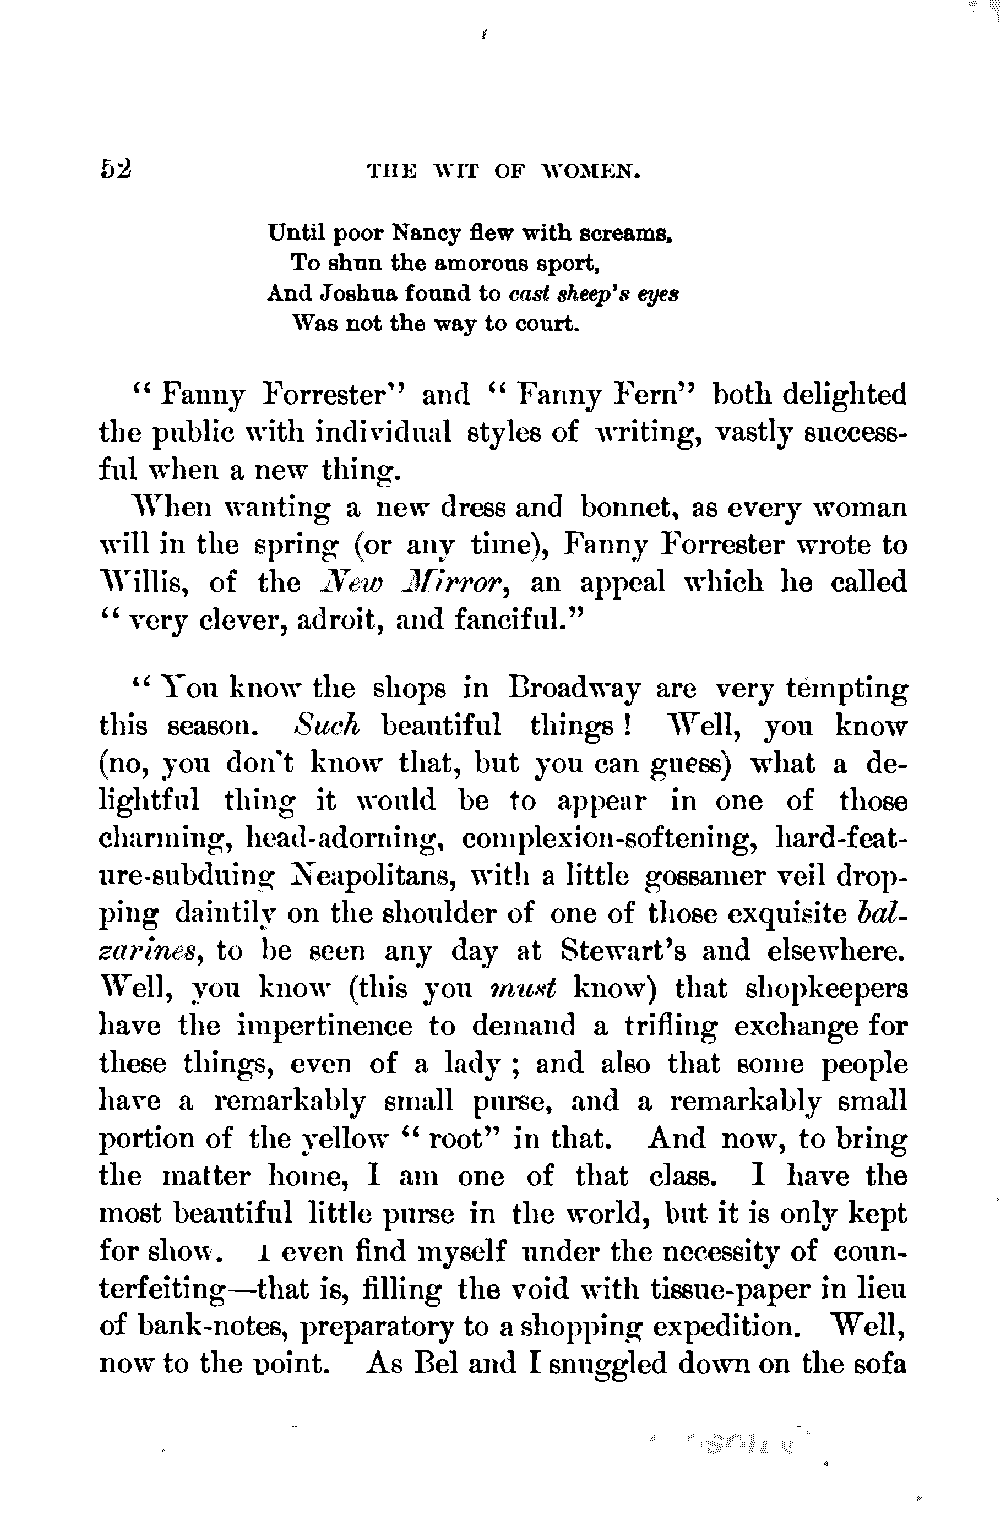 52 THE WIT OF WOMEN.
Until poor Nancy flew with screams,
To shun the amorous sport,
And Joshua found to cast sheep's eyes
Was not the way to court.
“ Fanny Forrester” and “ Fanny Fern” both delighted
the public with individual styles of writing, vastly success-
ful when a new thing.
When wanting a new dress and bonnet, as every woman
will in the spring (or any time), Fanny Forrester wrote to
Willis, of the New Mirror, an appeal which he called
“ very clever, adroit, and fanciful.”
“ You know the shops in Broadway are very tempting
this season. Such beautiful things ! Well, you know
(no, you don't know that, but you can guess) what a de-
lightful thing it would be to appear in one of those
charming, head-adorning, complexion-softening, hard-feat-
ure-subduing Neapolitans, with a little gossamer veil drop-
ping daintily on the shoulder of one of those exquisite bal-
zarines, to be seen any day at Stewart's and elsewhere.
Well, you know (this you must know) that shopkeepers
have the impertinence to demand a trifling exchange for
these things, even of a lady ; and also that some people
have a remarkably small purse, and a remarkably small
portion of the yellow “ root” in that. And now, to bring
the matter home, I am one of that class. I have the
most beautiful little purse in the world, but it is only kept
for show. I even find myself under the necessity of coun-
terfeiting—that is, filling the void with tissue-paper in lieu
of bank-notes, preparatory to a shopping expedition. Well,
now to the point. As Bel and I snuggled down on the sofa